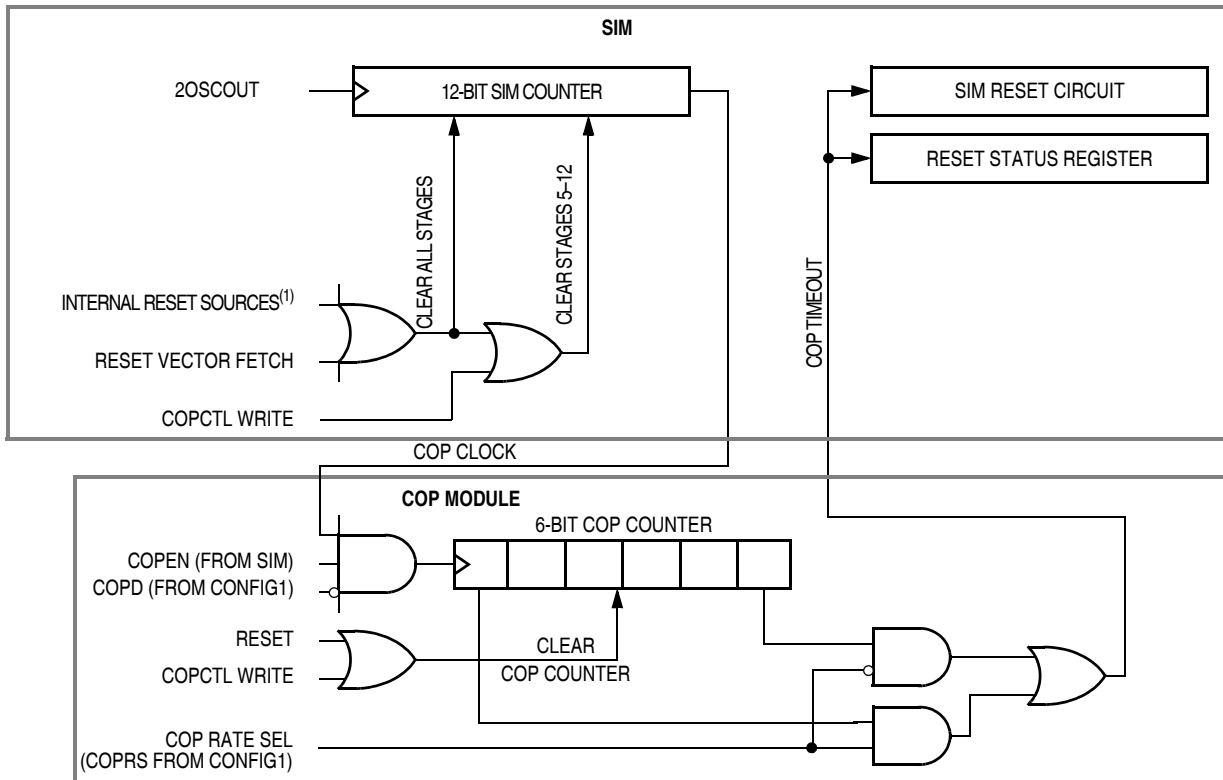 SIM
2OSCOUT
12-BIT SIM COUNTER
SIM RESET CIRCUIT
RESET STATUS REGISTER
CLEAR ALL STAGES
CLEAR STAGES 5–12
COP TIMEOUT
INTERNAL RESET SOURCES(1)
RESET VECTOR FETCH
COPCTL WRITE
COP CLOCK
COP MODULE
6-BIT COP COUNTER
COPEN (FROM SIM)
COPD (FROM CONFIG1)
RESET
CLEAR
COPCTL WRITE
COP COUNTER
COP RATE SEL
(COPRS FROM CONFIG1)